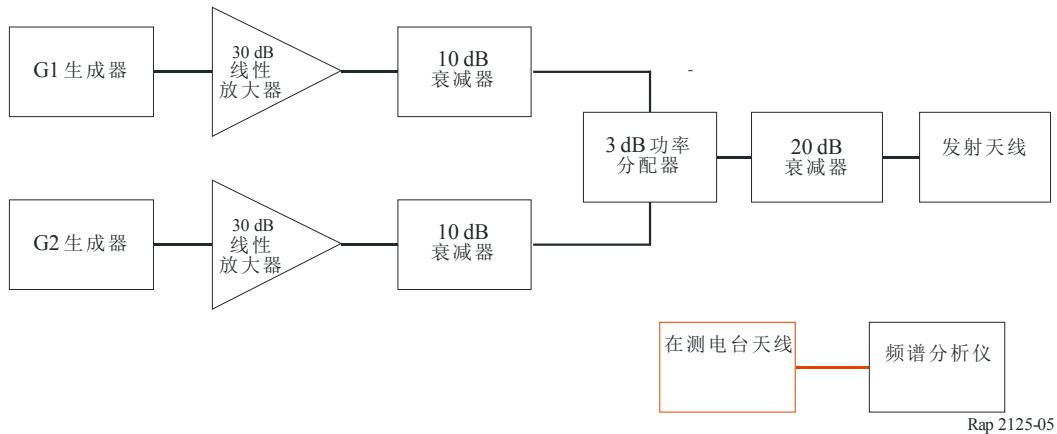 G1 生成器
30 dB
线性
放大器
10 dB
衰减器
-
3 dB 功率
分配器
20 dB
衰减器
发射天线
G2 生成器
30 dB
线性
放大器
10 dB
衰减器
在测电台天线
频谱分析仪
Rap 2125-05